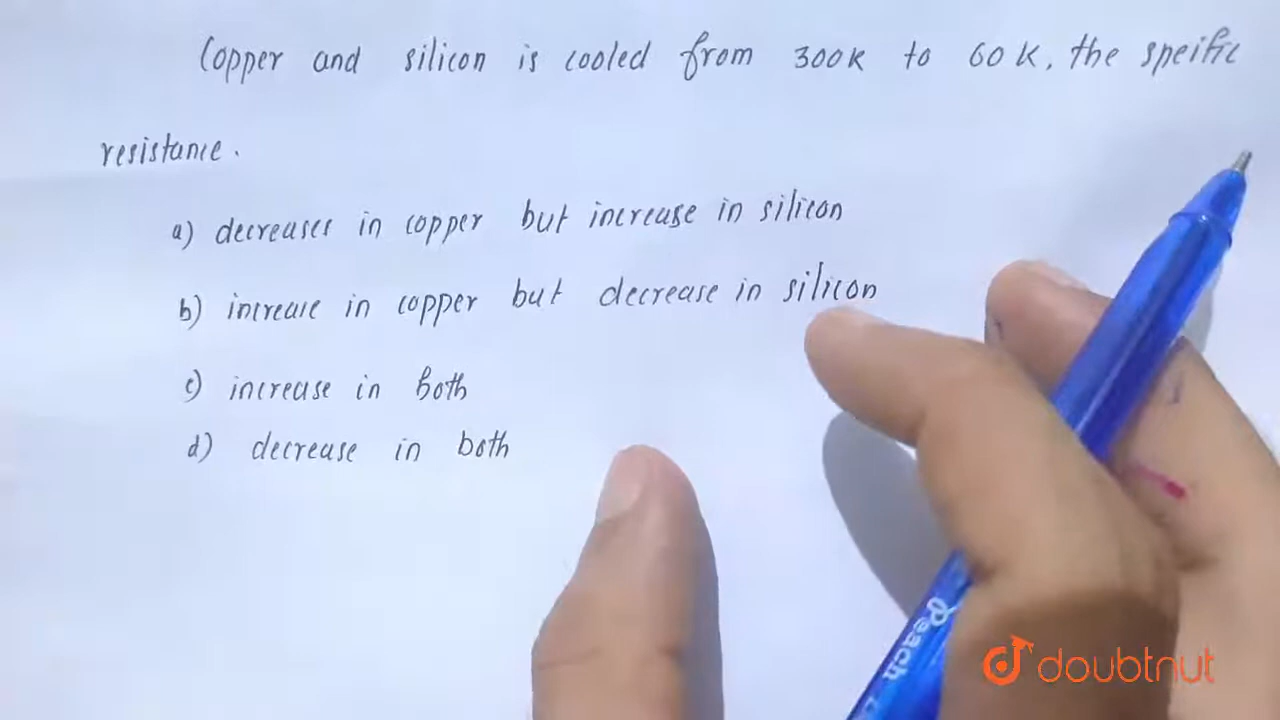 Copper and silicon is cooled from 300K to 60K, the speific
resistance.
a) decreases in copper but increase in silicon
b) increase in copper but decrease in silicon
c) increase in both
d) decrease in both
Peach
doubtnut